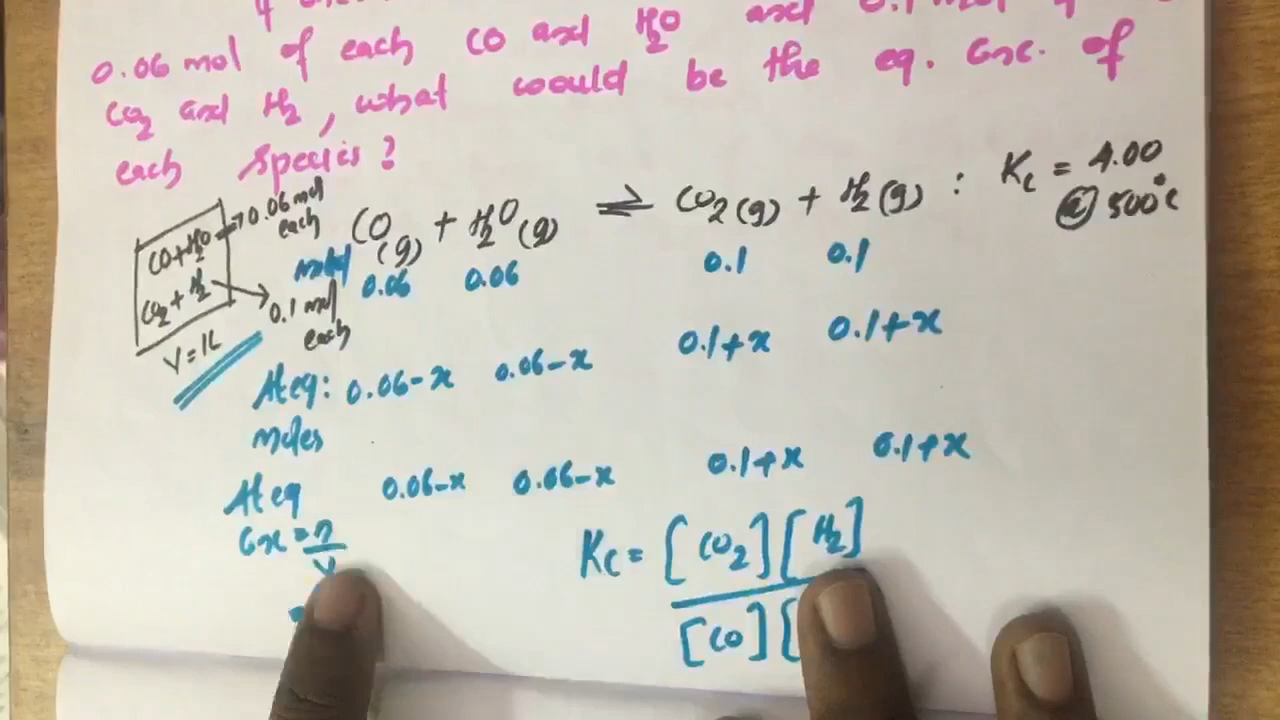 0.06 mol of each CO and H₂O and 0.1 mol
CO₂ and H₂, what would be the eq. Conc. of
each species?
CO+H₂O → 0.06 mol each
CO₂+H₂ → 0.1 mol each
V=1L
CO(g) + H₂O(g) ⇌ CO₂(g) + H₂(g) : Kc = 4.00 @ 500°C
0.06 0.06 0.1 0.1
At eq: 0.06-x 0.06-x 0.1+x 0.1+x
moles
At eq 0.06-x 0.06-x 0.1+x 0.1+x
Conc = n/V
Kc = [CO₂][H₂]
[CO][